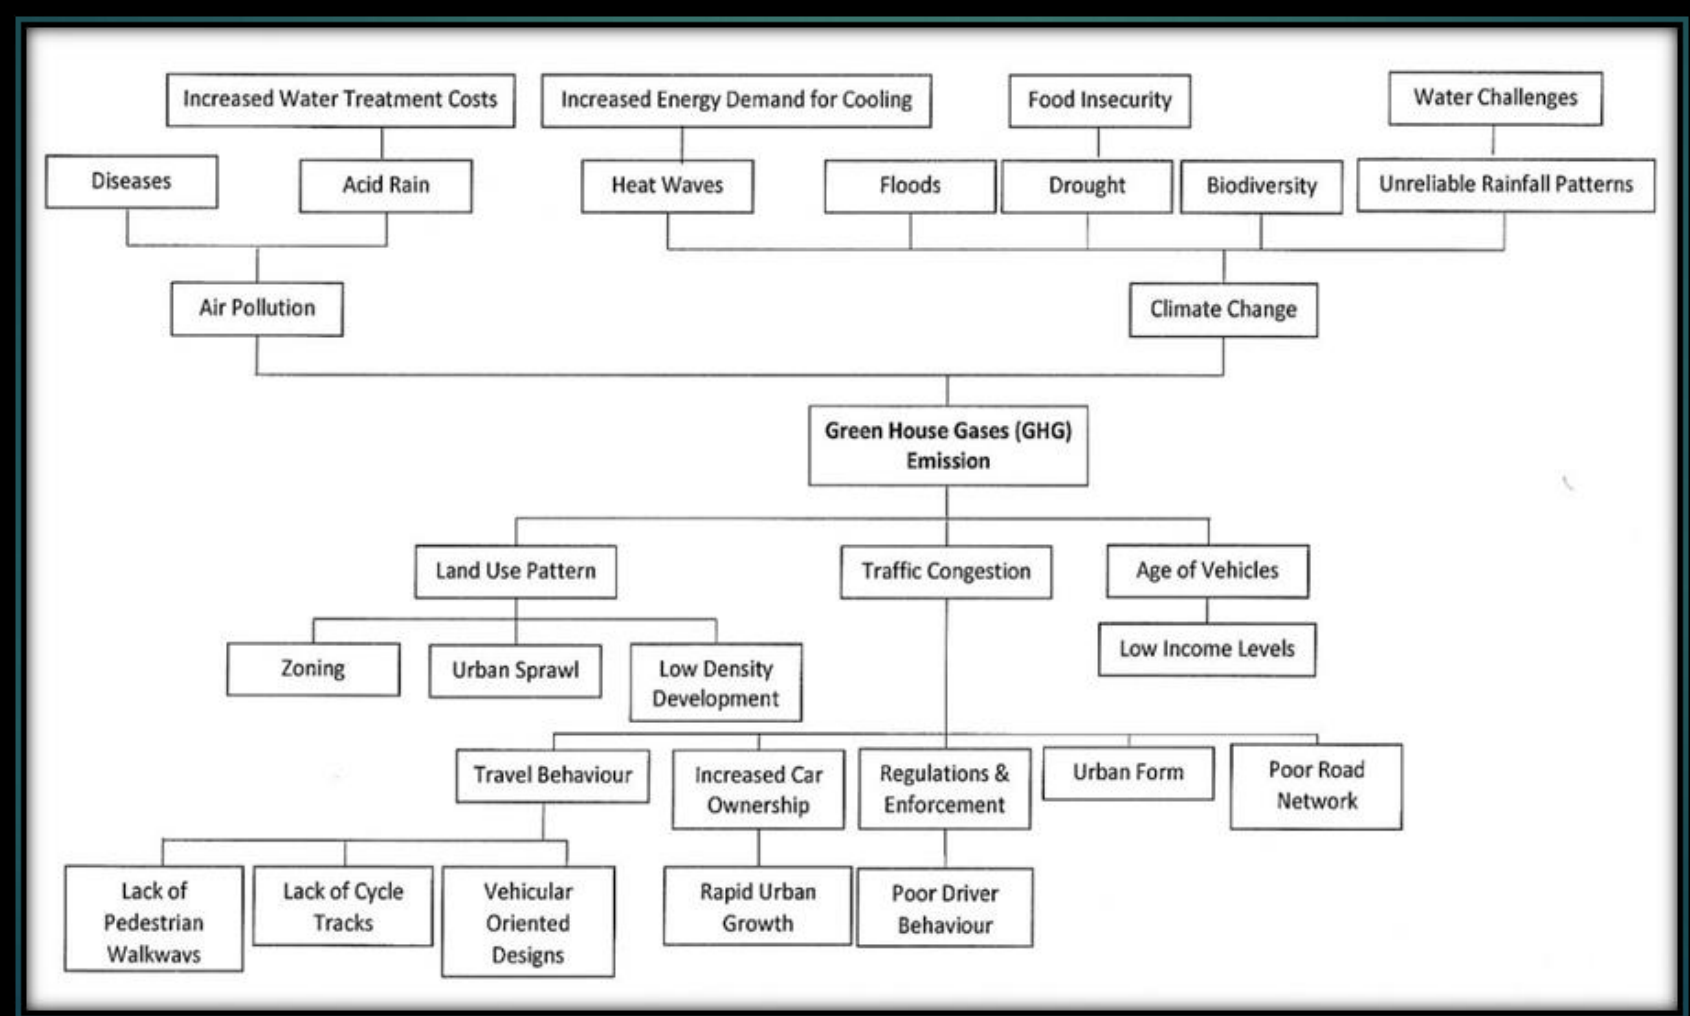 Increased Water Treatment Costs
Increased Energy Demand for Cooling
Food Insecurity
Water Challenges
Diseases
Acid Rain
Heat Waves
Floods
Drought
Biodiversity
Unreliable Rainfall Patterns
Air Pollution
Climate Change
Green House Gases (GHG)
Emission
Land Use Pattern
Traffic Congestion
Age of Vehicles
Zoning
Urban Sprawl
Low Density
Development
Low Income Levels
Travel Behaviour
Increased Car
Ownership
Regulations &
Enforcement
Urban Form
Poor Road
Network
Lack of
Pedestrian
Walkways
Lack of Cycle
Tracks
Vehicular
Oriented
Designs
Rapid Urban
Growth
Poor Driver
Behaviour